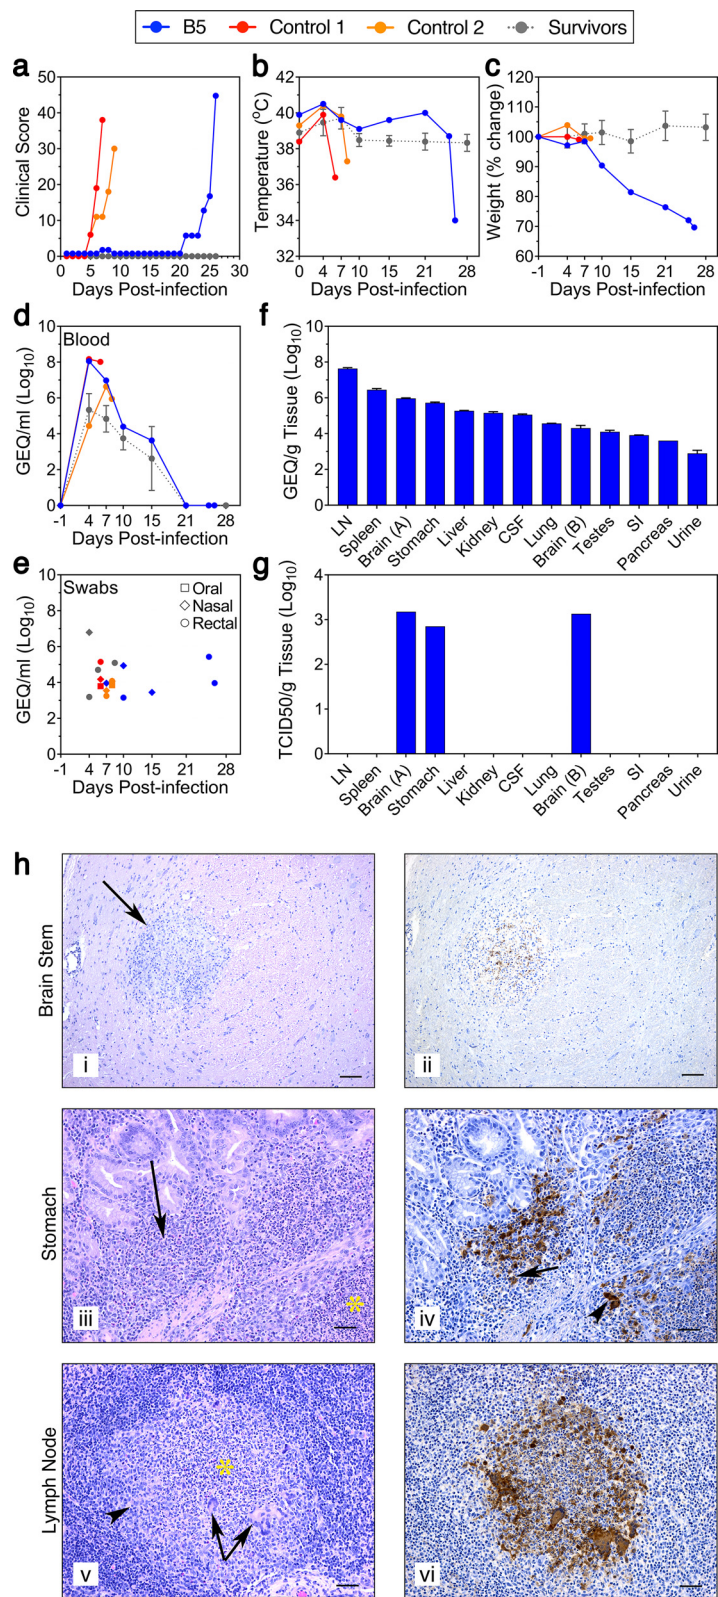 B5 Control 1 Control 2 Survivors
a
Clinical Score
50
40
30
20
10
0
0 5 10 15 20 25 30
Days Post-infection
b
Temperature (⁰C)
42
40
38
36
34
32
0 4 7 10 15 21 28
Days Post-infection
c
Weight (% change)
120
110
100
90
80
70
60
-1 4 7 10 15 21 28
Days Post-infection
d
Blood
GEQ/ml (Log10)
10
8
6
4
2
0
-1 4 7 10 15 21 28
Days Post-infection
f
GEQ/g Tissue (Log10)
10
8
6
4
2
0
LN Spleen Brain (A) Stomach Liver Kidney CSF Lung Brain (B) Testes SI Pancreas Urine
e
Swabs
Oral
Nasal
Rectal
GEQ/ml (Log10)
10
8
6
4
2
0
-1 4 7 10 15 21 28
Days Post-infection
g
TCID50/g Tissue (Log10)
4
3
2
1
0
LN Spleen Brain (A) Stomach Liver Kidney CSF Lung Brain (B) Testes SI Pancreas Urine
h
Brain Stem
i
ii
Stomach
iii
iv
Lymph Node
v
vi